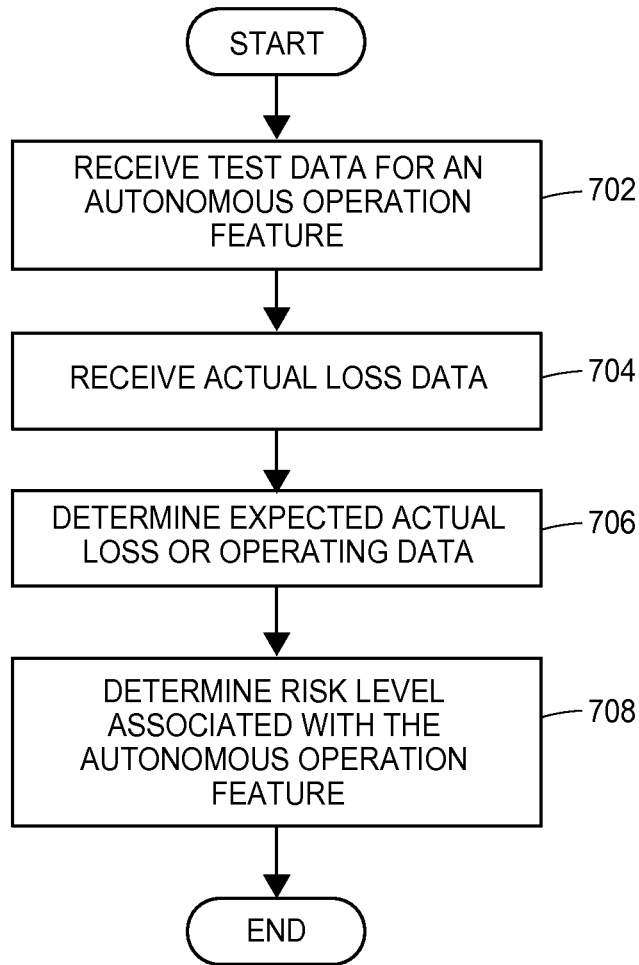 START
RECEIVE TEST DATA FOR AN
AUTONOMOUS OPERATION
FEATURE
702
RECEIVE ACTUAL LOSS DATA
704
DETERMINE EXPECTED ACTUAL
LOSS OR OPERATING DATA
706
DETERMINE RISK LEVEL
ASSOCIATED WITH THE
AUTONOMOUS OPERATION
FEATURE
708
END